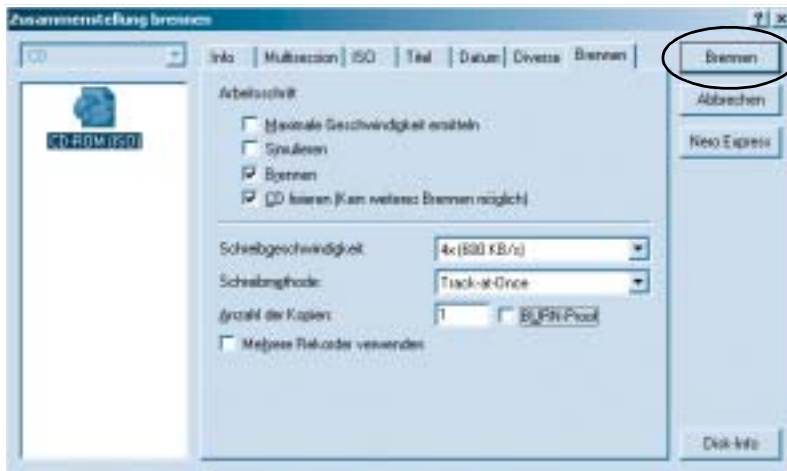 Zusammenstellung brennen
CD
CD-ROM (ISO)
Info Multisession ISO Titel Datum Diverse Brennen
Arbeitsschritt
Maximale Geschwindigkeit ermitteln
Simulieren
Brennen
CD fixieren (Kein weiteres Brennen möglich)
Schreibgeschwindigkeit: 4x (600 KB/s)
Schreibmethode: Track-at-Once
Anzahl der Kopien: 1 BURN-Proof
Mehrere Rekorder verwenden
Brennen
Abbrechen
Nero Express
Disk-Info